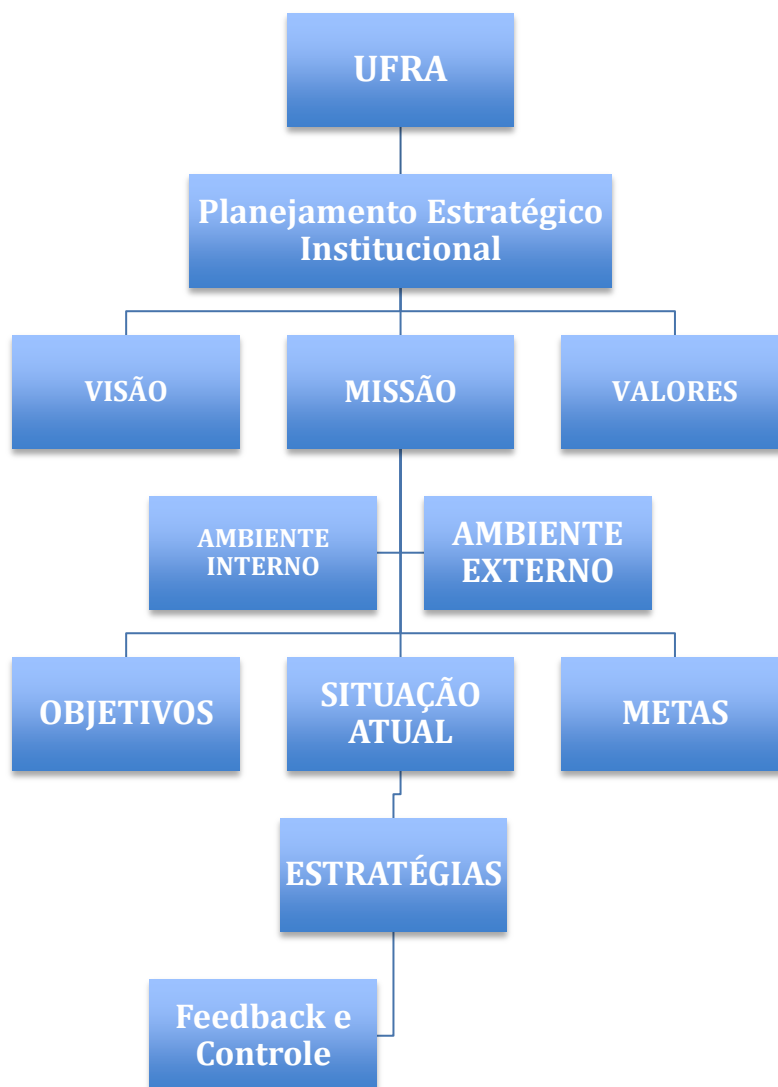 UFRA
Planejamento Estratégico
Institucional
VISÃO
MISSÃO
VALORES
AMBIENTE
INTERNO
AMBIENTE
EXTERNO
OBJETIVOS
SITUAÇÃO
ATUAL
METAS
ESTRATÉGIAS
Feedback e
Controle